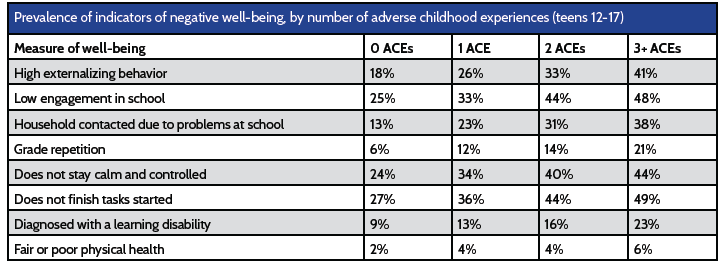 Prevalence of indicators of negative well-being, by number of adverse childhood experiences (teens 12-17)
Measure of well-being 0 ACEs 1 ACE 2 ACEs 3+ ACEs
High externalizing behavior 18% 26% 33% 41%
Low engagement in school 25% 33% 44% 48%
Household contacted due to problems at school 13% 23% 31% 38%
Grade repetition 6% 12% 14% 21%
Does not stay calm and controlled 24% 34% 40% 44%
Does not finish tasks started 27% 36% 44% 49%
Diagnosed with a learning disability 9% 13% 16% 23%
Fair or poor physical health 2% 4% 4% 6%